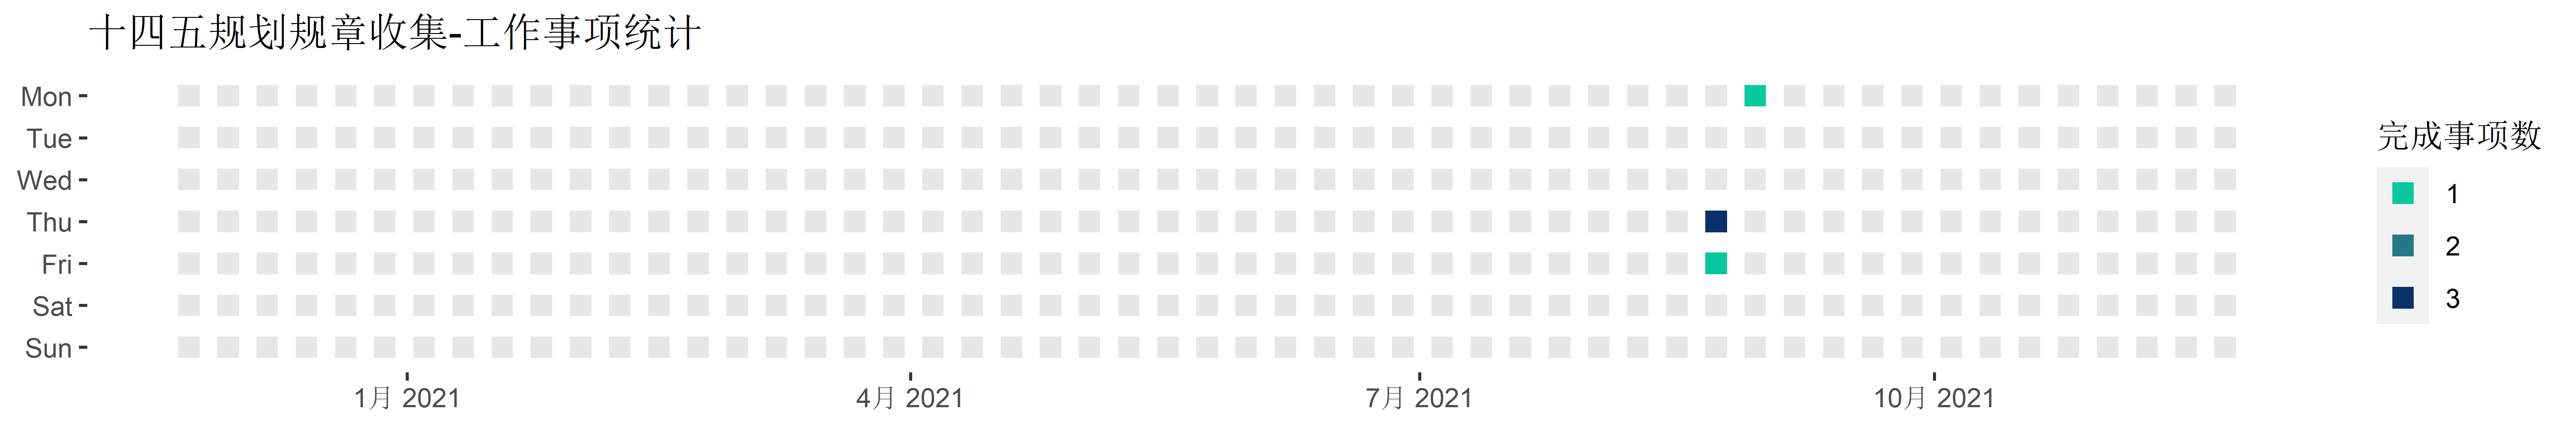 十四五规划规章收集-工作事项统计
Mon
Tue
Wed
Thu
Fri
Sat
Sun
1月 2021
4月 2021
7月 2021
10月 2021
完成事项数
1
2
3